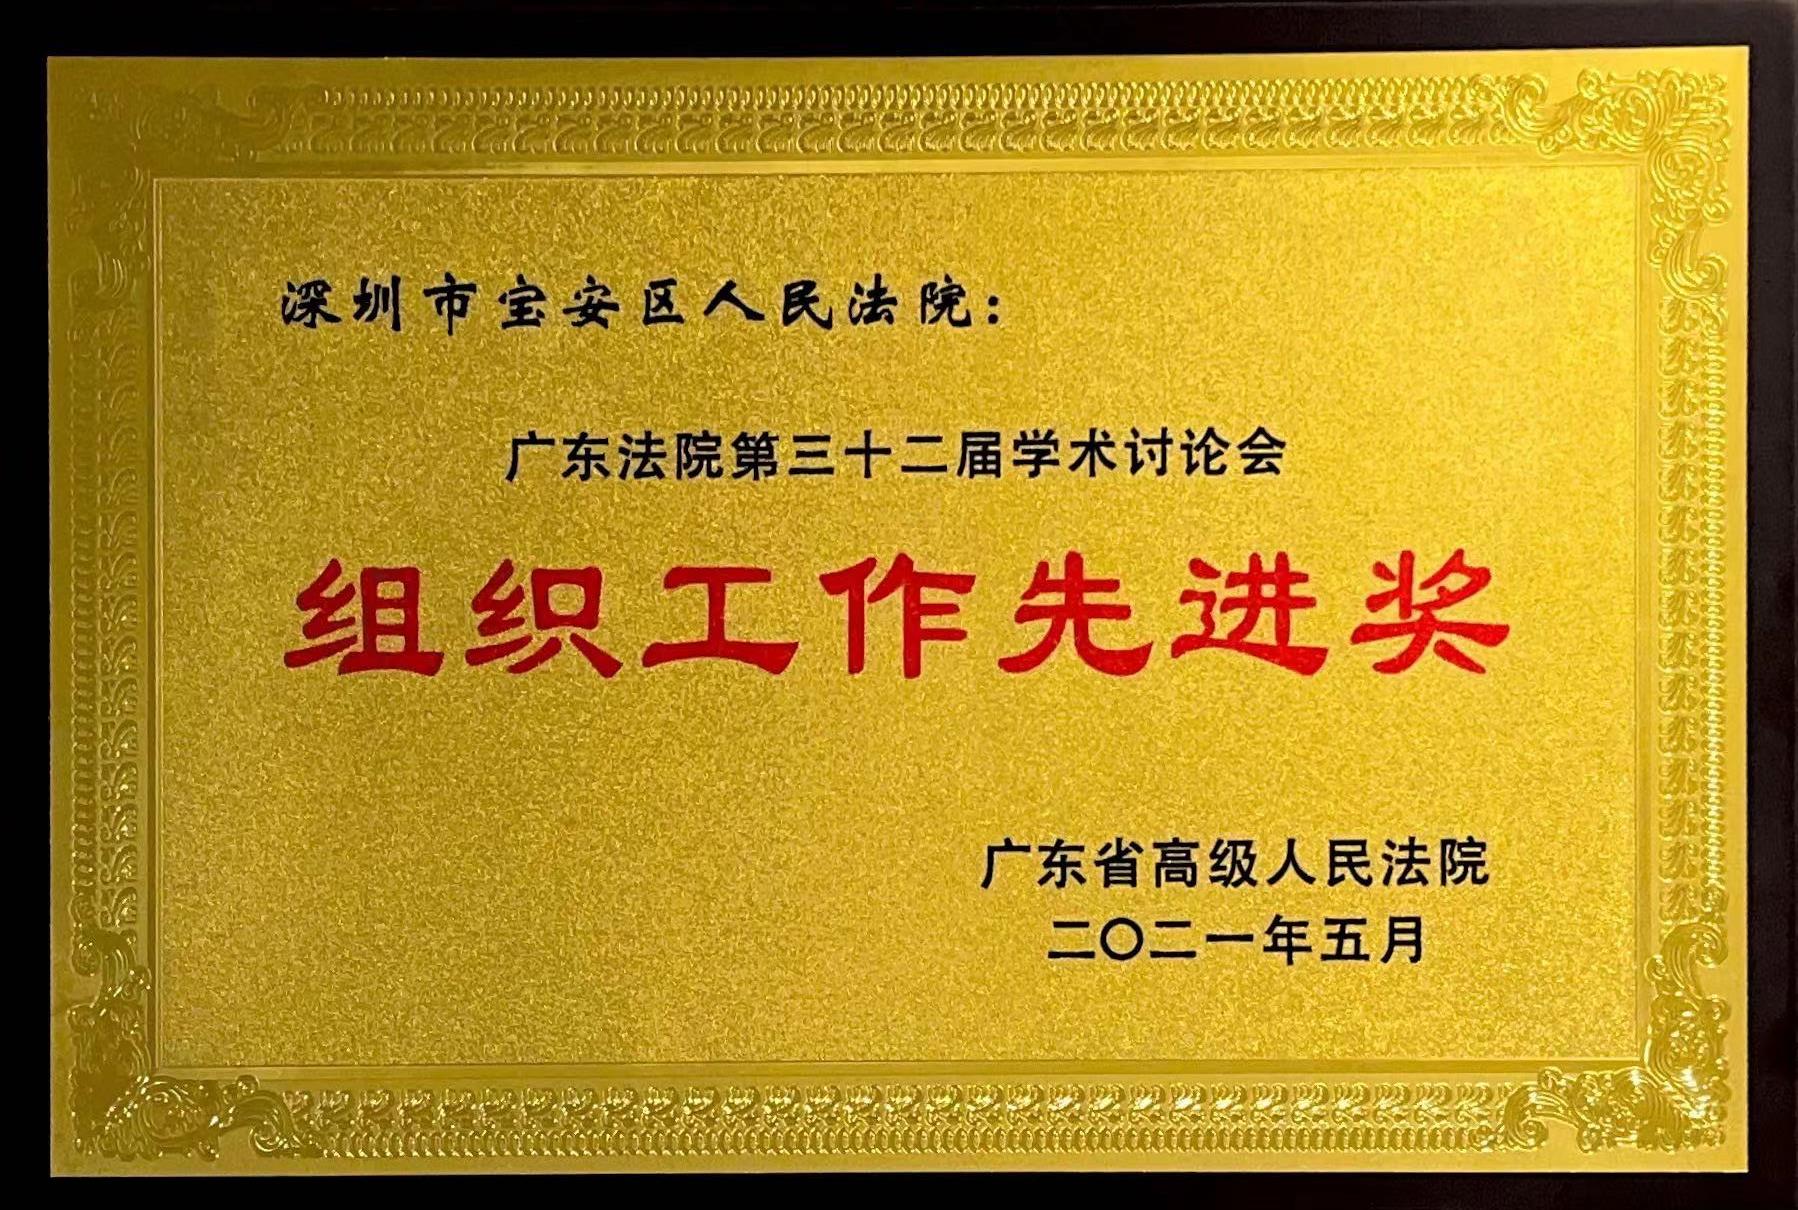 深圳市宝安区人民法院：
广东法院第三十二届学术讨论会
组织工作先进奖
广东省高级人民法院
二〇二一年五月